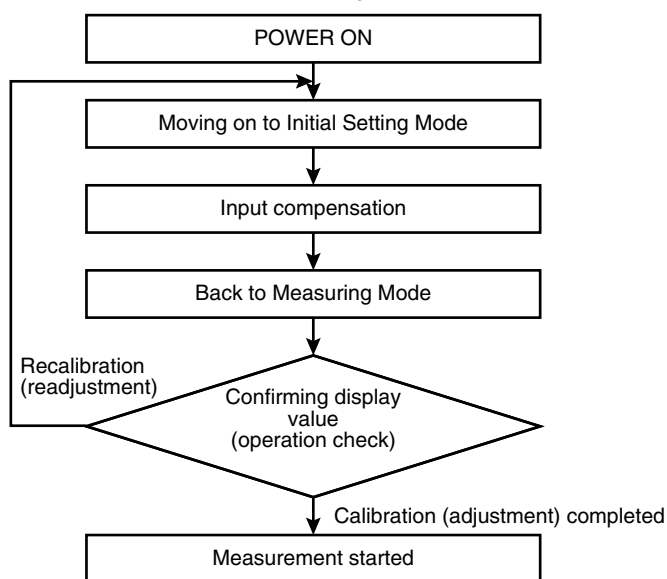 POWER ON
Moving on to Initial Setting Mode
Input compensation
Back to Measuring Mode
Recalibration
(readjustment)
Confirming display
value
(operation check)
Calibration (adjustment) completed
Measurement started